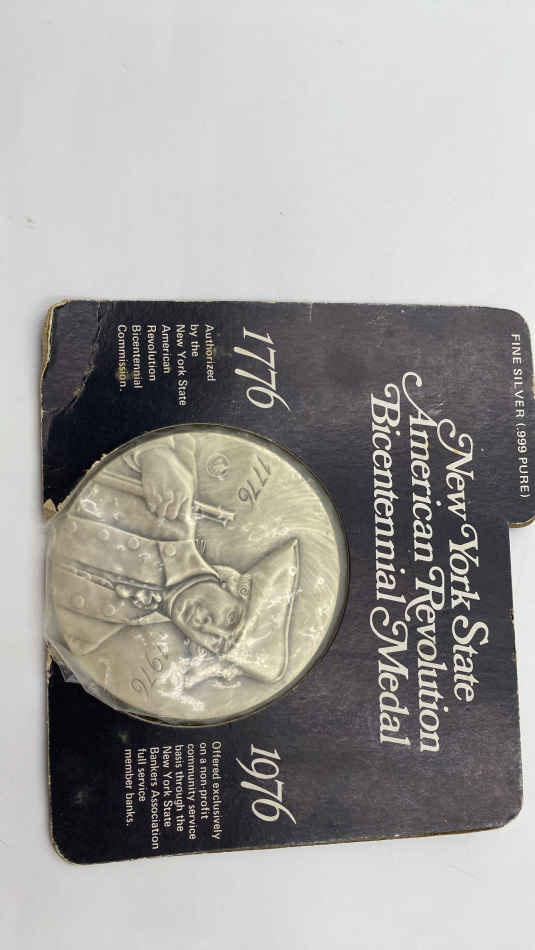 FINE SILVER (.999 PURE)
New York State
American Revolution
Bicentennial Medal
1776
Authorized
by the
New York State
American
Revolution
Bicentennial
Commission.
1776
1976
1976
Offered exclusively
on a non-profit
community service
basis through the
New York State
Bankers Association
full service
member banks.